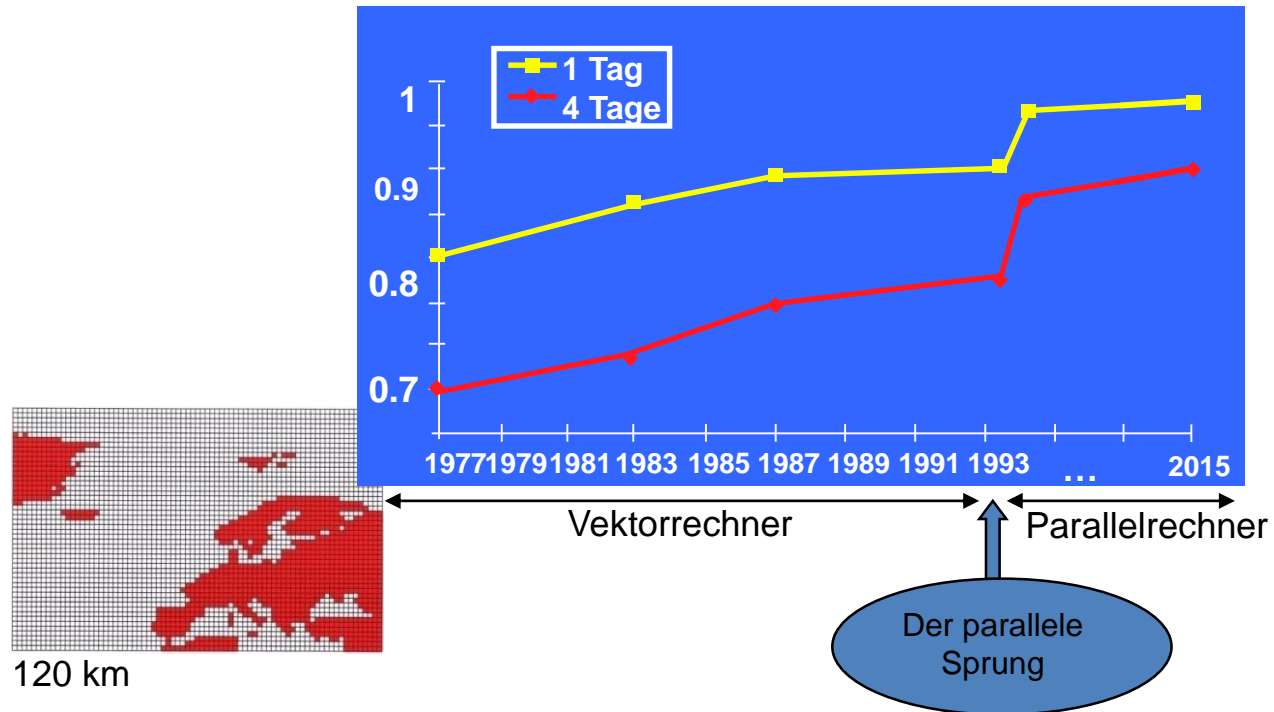 1 Tag
4 Tage
1
0.9
0.8
0.7
1977 1979 1981 1983 1985 1987 1989 1991 1993 ... 2015
Vektorrechner
Parallelrechner
Der parallele
Sprung
120 km